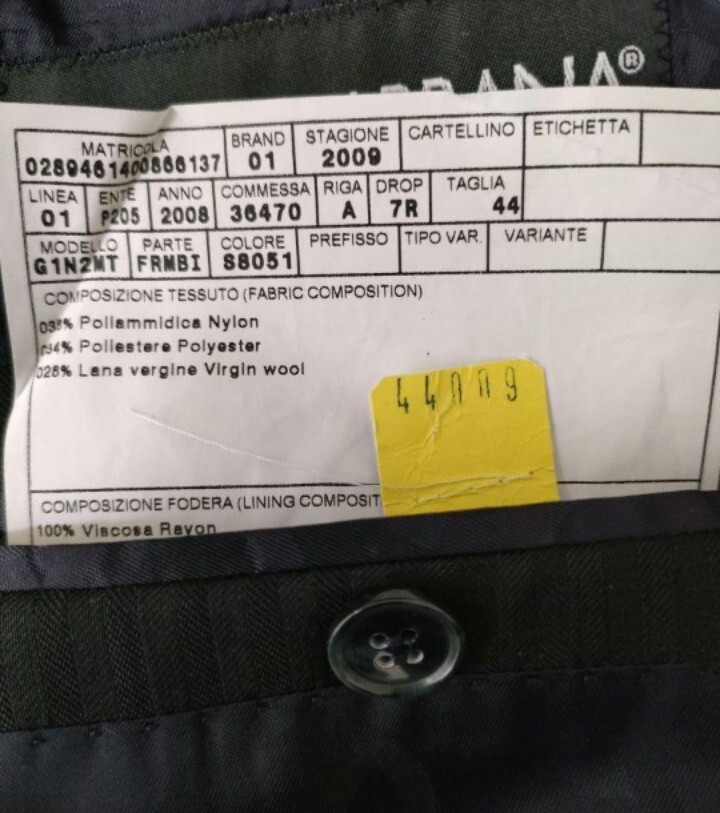 MATRICOLA BRAND STAGIONE CARTELLINO ETICHETTA
01 2009
LINEA ENTE ANNO COMMESSA RIGA DROP TAGLIA
01 P205 2008 36470 A 7R 44
MODELLO PARTE COLORE PREFISSO TIPO VAR. VARIANTE
G1N2MT FRMBI S8051
COMPOSIZIONE TESSUTO (FABRIC COMPOSITION)
Poliammidica Nylon
Poliestere Polyester
028% Lana vergine Virgin wool
COMPOSIZIONE FODERA (LINING COMPOSIT
100% Viscosa Rayon